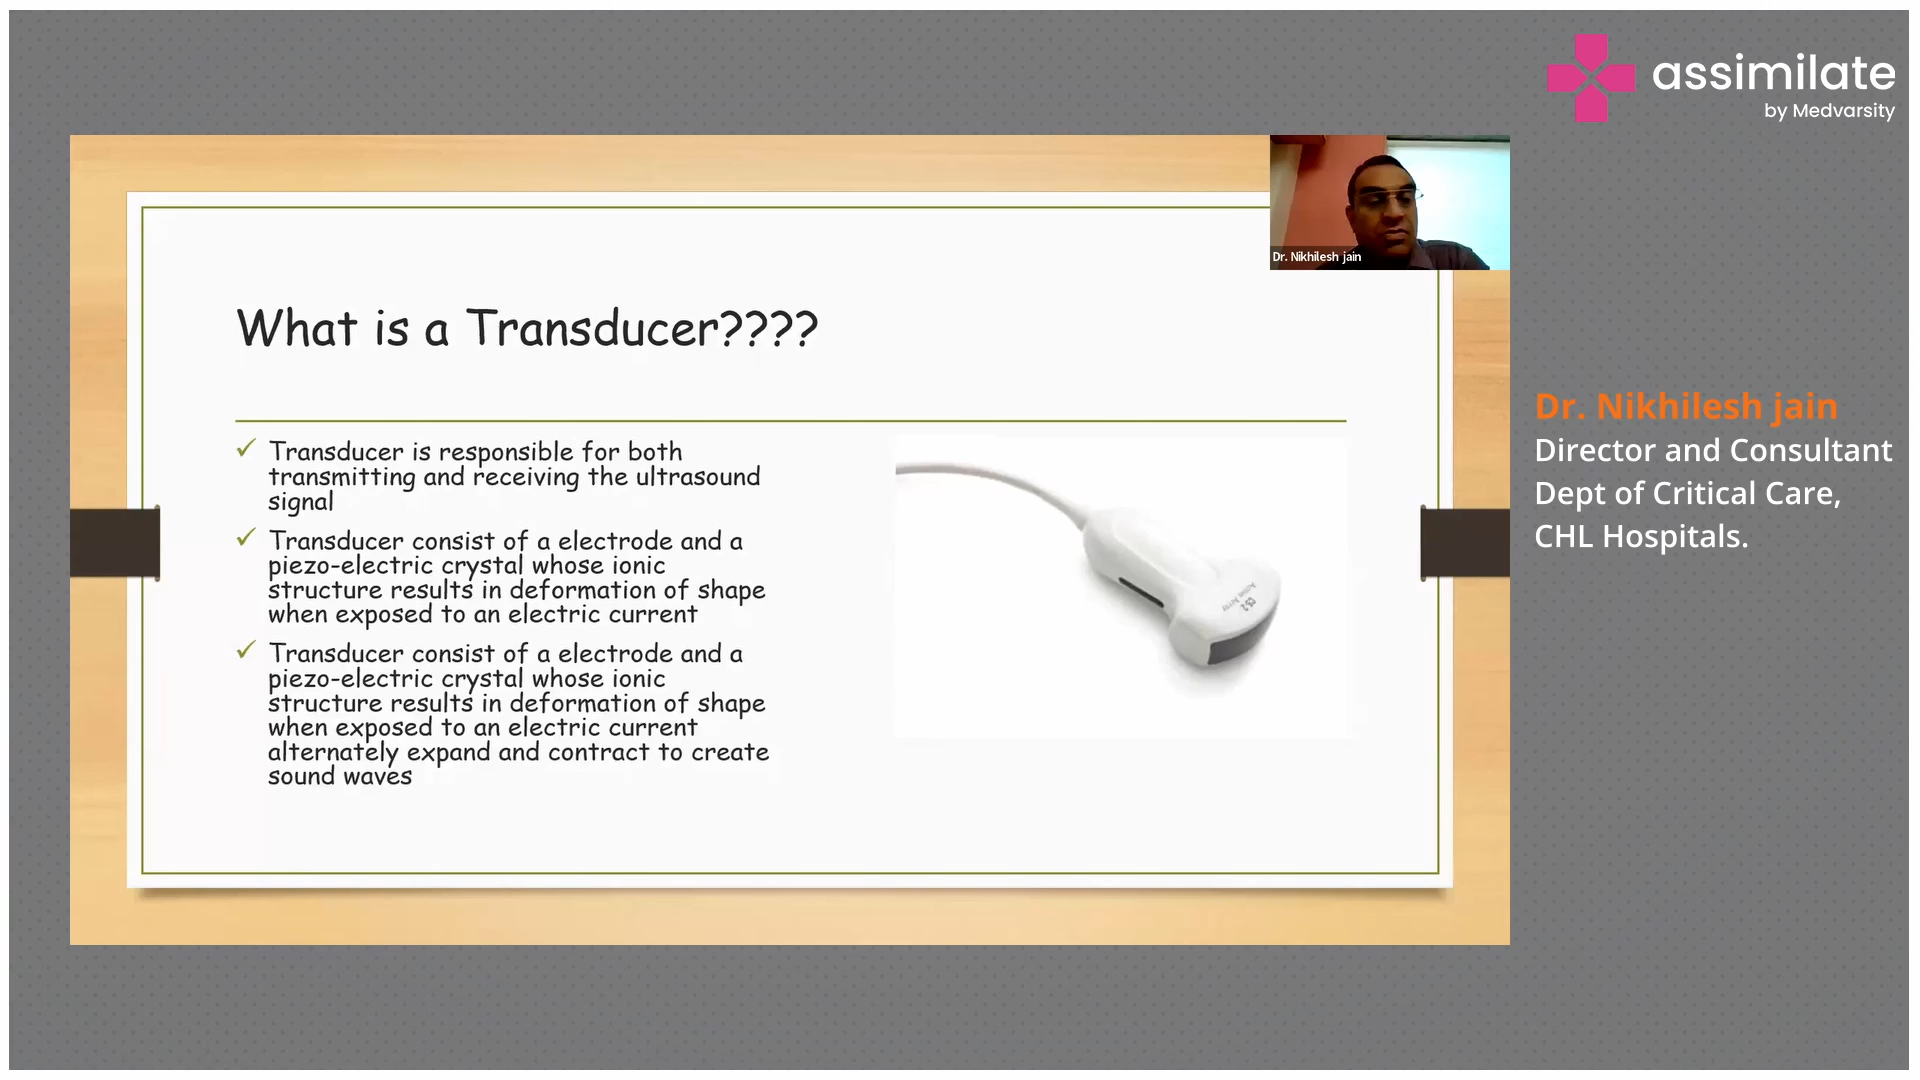 assimilate
by Medvarsity
Dr. Nikhilesh jain
What is a Transducer????
Transducer is responsible for both
transmitting and receiving the ultrasound
signal
Transducer consist of a electrode and a
piezo-electric crystal whose ionic
structure results in deformation of shape
when exposed to an electric current
Transducer consist of a electrode and a
piezo-electric crystal whose ionic
structure results in deformation of shape
when exposed to an electric current
alternately expand and contract to create
sound waves
C5-2
Dr. Nikhilesh jain
Director and Consultant
Dept of Critical Care,
CHL Hospitals.